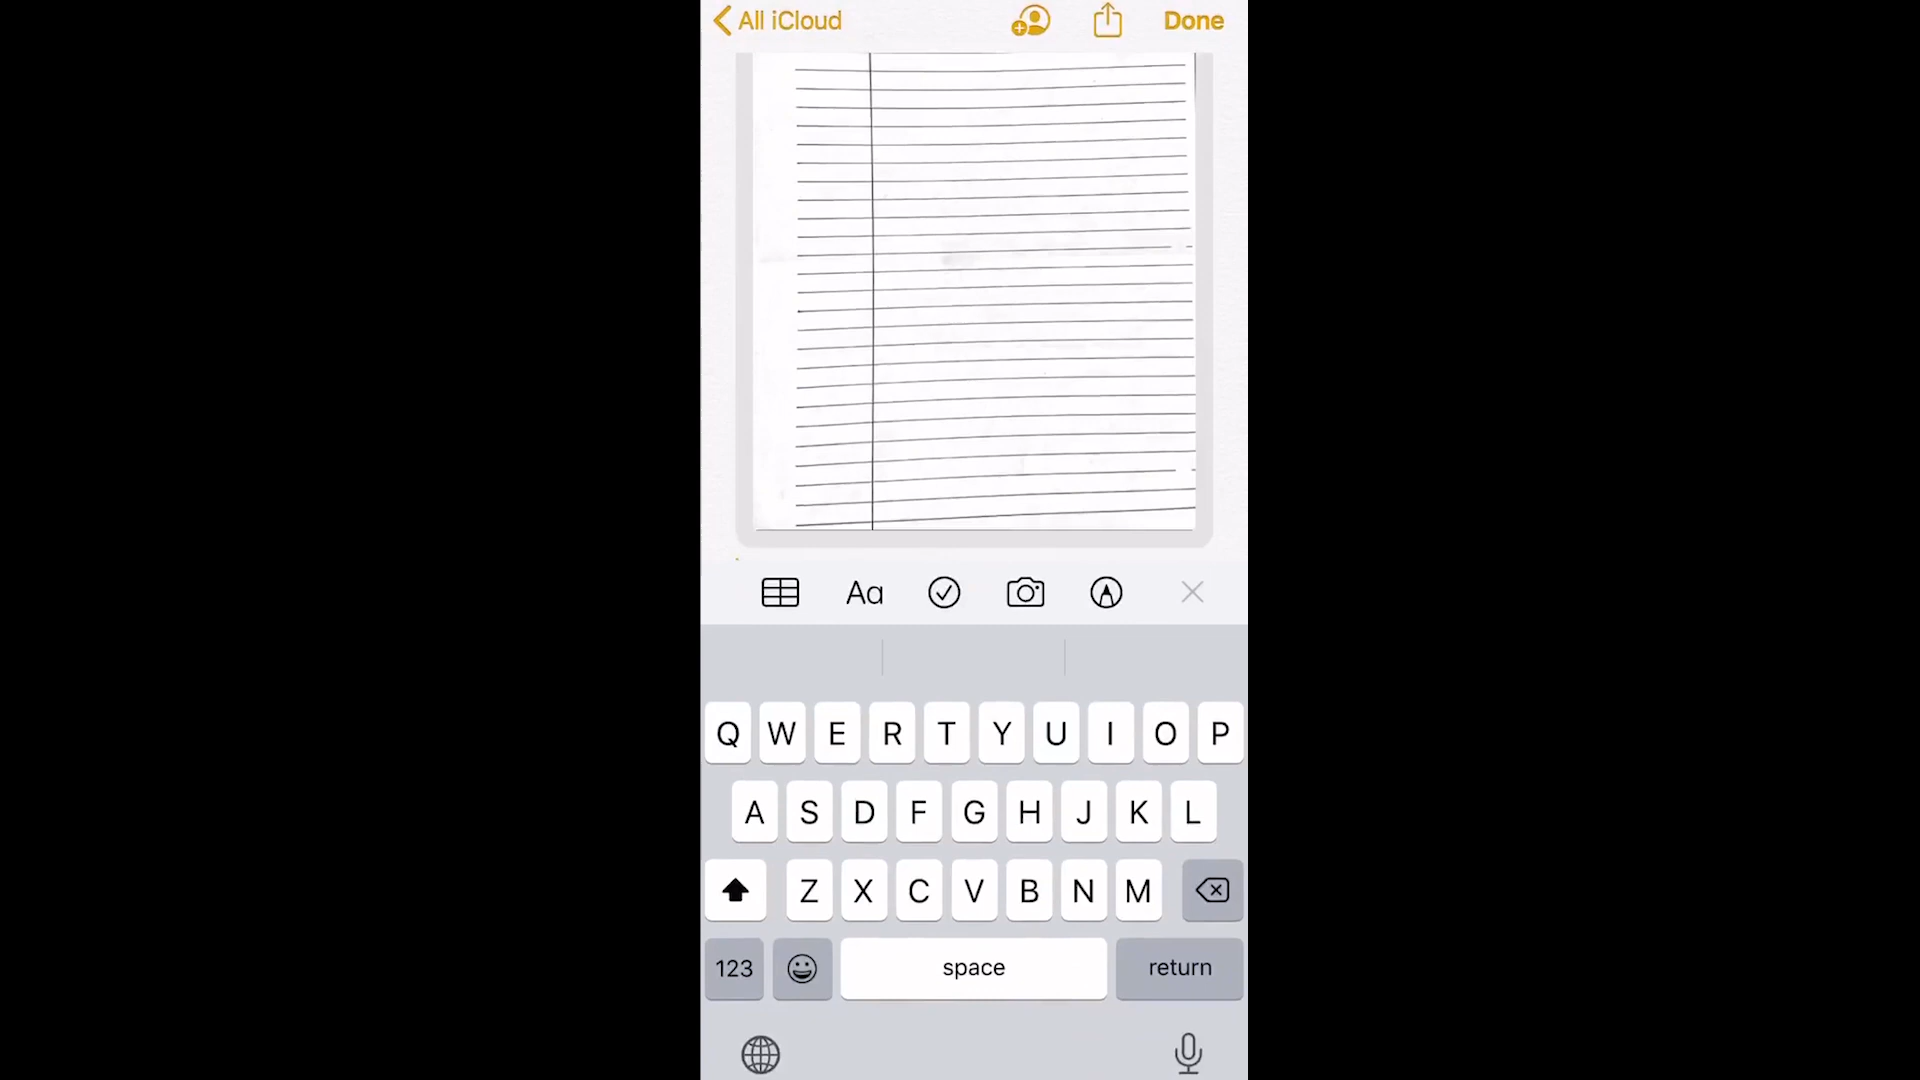 All iCloud Done
Aa
Q W E R T Y U I O P
A S D F G H J K L
Z X C V B N M
123 space return